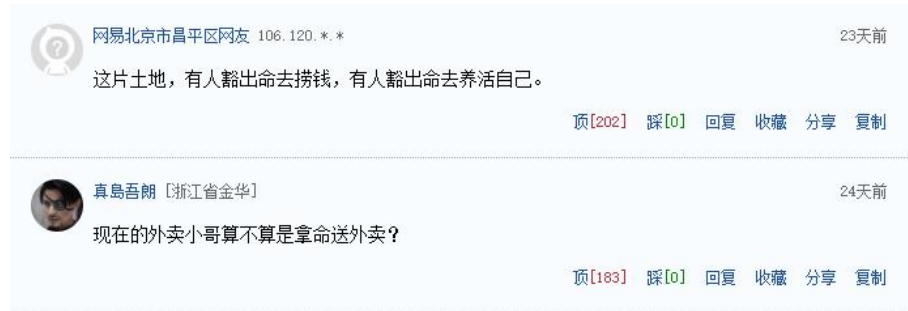 网易北京市昌平区网友 106.120.*.* 23天前
这片土地，有人豁出命去捞钱，有人豁出命去养活自己。
顶[202] 踩[0] 回复 收藏 分享 复制
真島吾朗 [浙江省金华] 24天前
现在的外卖小哥算不算是拿命送外卖？
顶[183] 踩[0] 回复 收藏 分享 复制